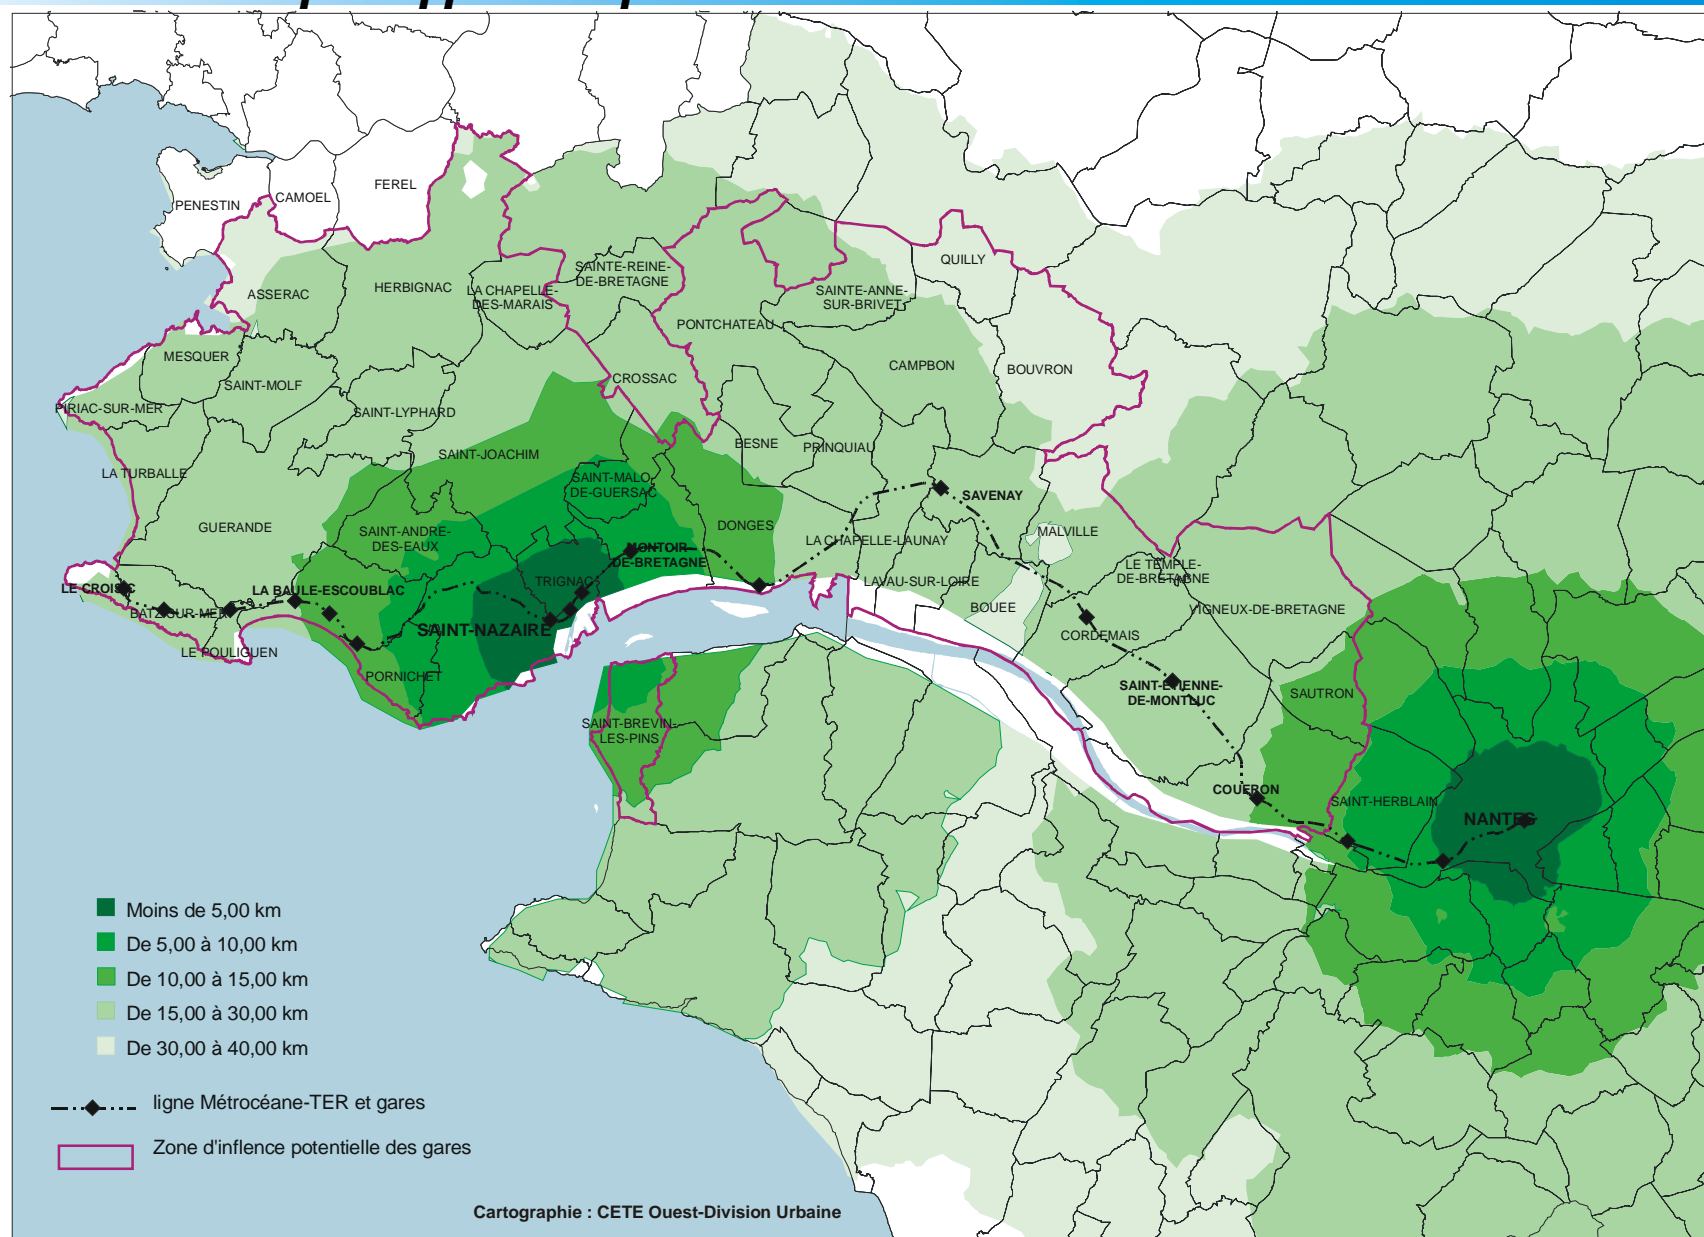 PENESTIN
CAMOEL
FEREL
ASSERAC
HERBIGNAC
LA CHAPELLE-
DES-MARAIS
SAINTE-REINE-
DE-BRETAGNE
QUILLY
SAINTE-ANNE-
SUR-BRIVET
PONTCHATEAU
MESQUER
SAINT-MOLF
CROSSAC
CAMPBON
BOUVRON
PIRIAC-SUR-MER
SAINT-LYPHARD
SAINT-JOACHIM
BESNE
PRINQUIAU
LA TURBALLE
SAINT-MALO-
DE-GUERSAC
SAVENAY
GUERANDE
SAINT-ANDRE-
DES-EAUX
DONGES
LA CHAPELLE-LAUNAY
MALVILLE
MONTOIR-
DE-BRETAGNE
LE TEMPLE-
DE-BRETAGNE
LE CROISIC
LA BAULE-ESCOUBLAC
TRIGNAC
LAVAU-SUR-LOIRE
BOUEE
VIGNEUX-DE-BRETAGNE
BATZ-SUR-MER
SAINT-NAZAIRE
CORDEMAIS
LE POULIGUEN
PORNICHET
SAINT-ETIENNE-
DE-MONTLUC
SAUTRON
SAINT-BREVIN-
LES-PINS
COUERON
SAINT-HERBLAIN
NANTES
Moins de 5,00 km
De 5,00 à 10,00 km
De 10,00 à 15,00 km
De 15,00 à 30,00 km
De 30,00 à 40,00 km
ligne Métrocéane-TER et gares
Zone d'inflence potentielle des gares
Cartographie : CETE Ouest-Division Urbaine